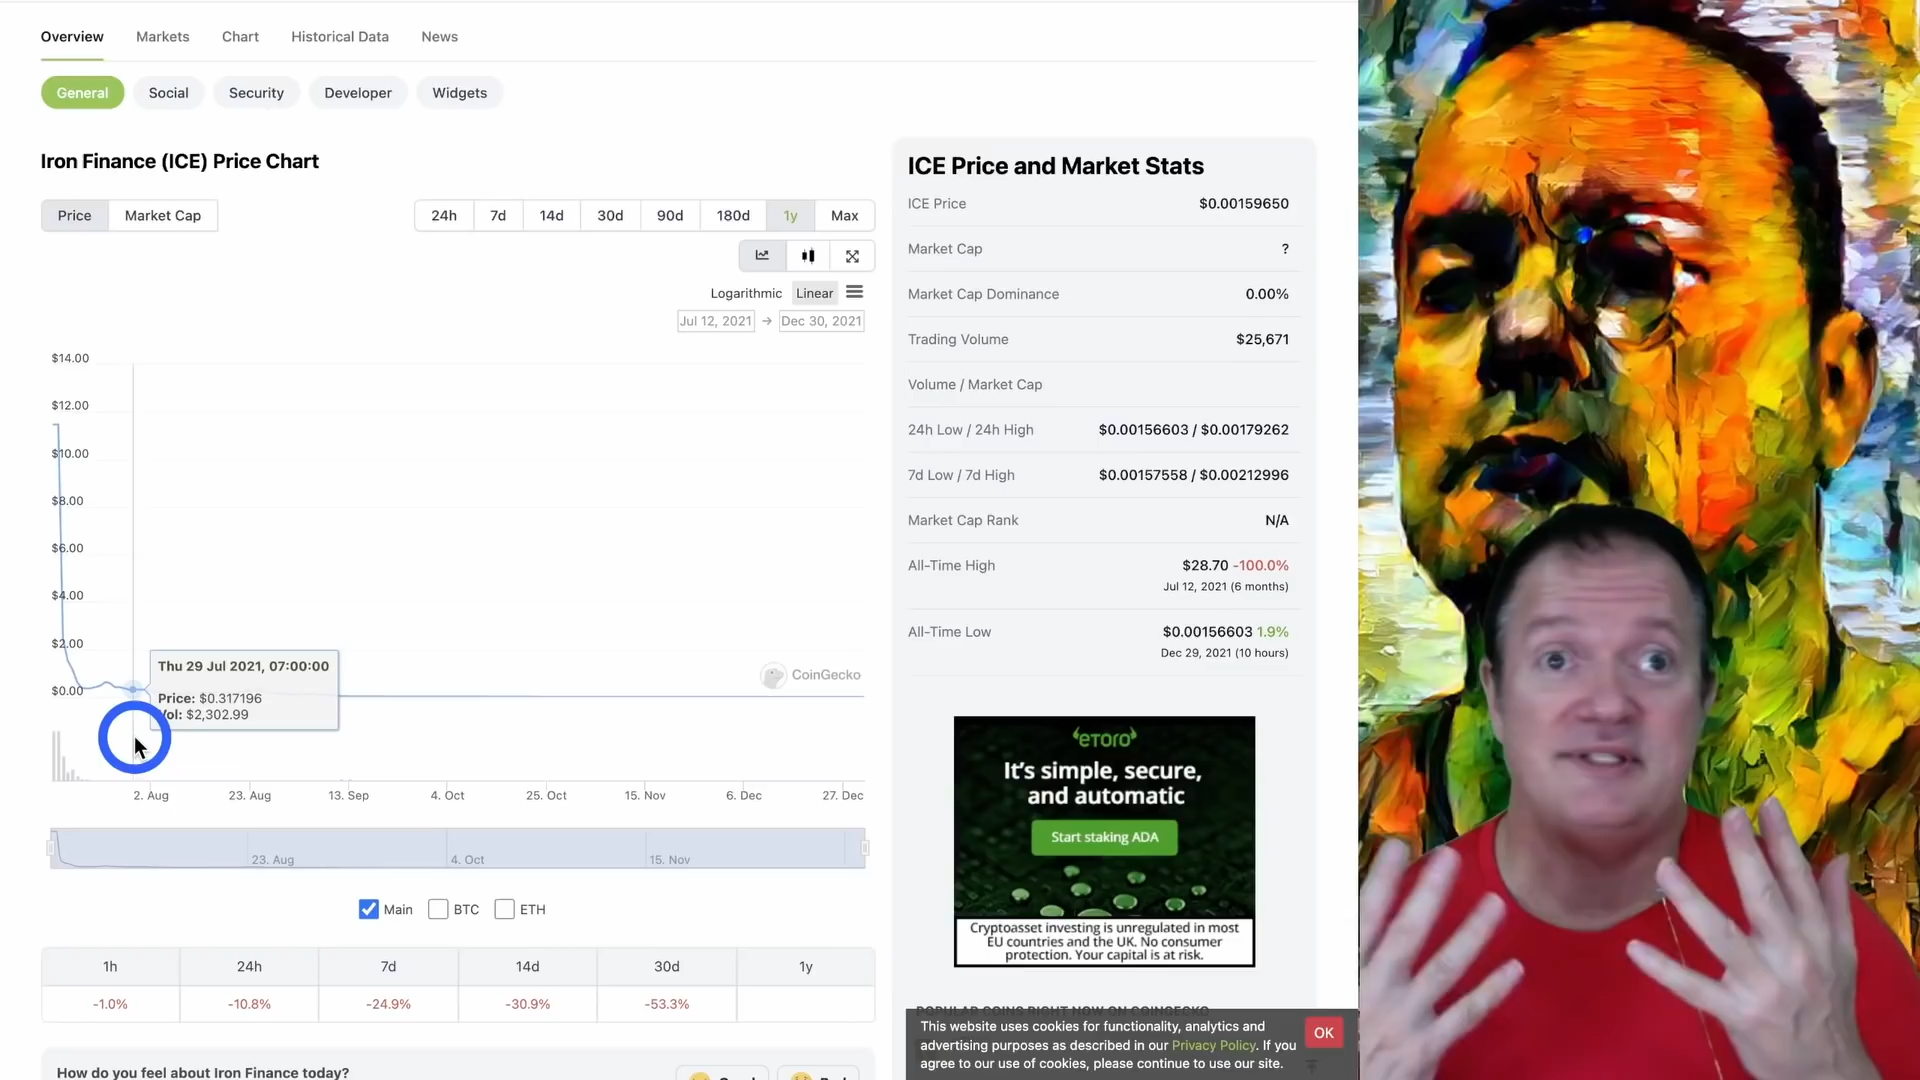 Overview Markets Chart Historical Data News
General Social Security Developer Widgets
Iron Finance (ICE) Price Chart
Price Market Cap
24h 7d 14d 30d 90d 180d 1y Max
Logarithmic Linear
Jul 12, 2021 → Dec 30, 2021
$14.00
$12.00
$10.00
$8.00
$6.00
$4.00
$2.00
$0.00
Thu 29 Jul 2021, 07:00:00
Price: $0.317196
Vol: $2,302.99
CoinGecko
2. Aug 23. Aug 13. Sep 4. Oct 25. Oct 15. Nov 6. Dec 27. Dec
23. Aug 4. Oct 15. Nov
Main BTC ETH
1h 24h 7d 14d 30d 1y
-1.0% -10.8% -24.9% -30.9% -53.3%
How do you feel about Iron Finance today?
ICE Price and Market Stats
ICE Price $0.00159650
Market Cap ?
Market Cap Dominance 0.00%
Trading Volume $25,671
Volume / Market Cap
24h Low / 24h High $0.00156603 / $0.00179262
7d Low / 7d High $0.00157558 / $0.00212996
Market Cap Rank N/A
All-Time High $28.70 -100.0%
Jul 12, 2021 (6 months)
All-Time Low $0.00156603 1.9%
Dec 29, 2021 (10 hours)
eToro
It's simple, secure,
and automatic
Start staking ADA
Cryptoasset investing is unregulated in most
EU countries and the UK. No consumer
protection. Your capital is at risk.
POPULAR COINS RIGHT NOW ON COINGECKO
This website uses cookies for functionality, analytics and
advertising purposes as described in our Privacy Policy. If you
agree to our use of cookies, please continue to use our site.
OK